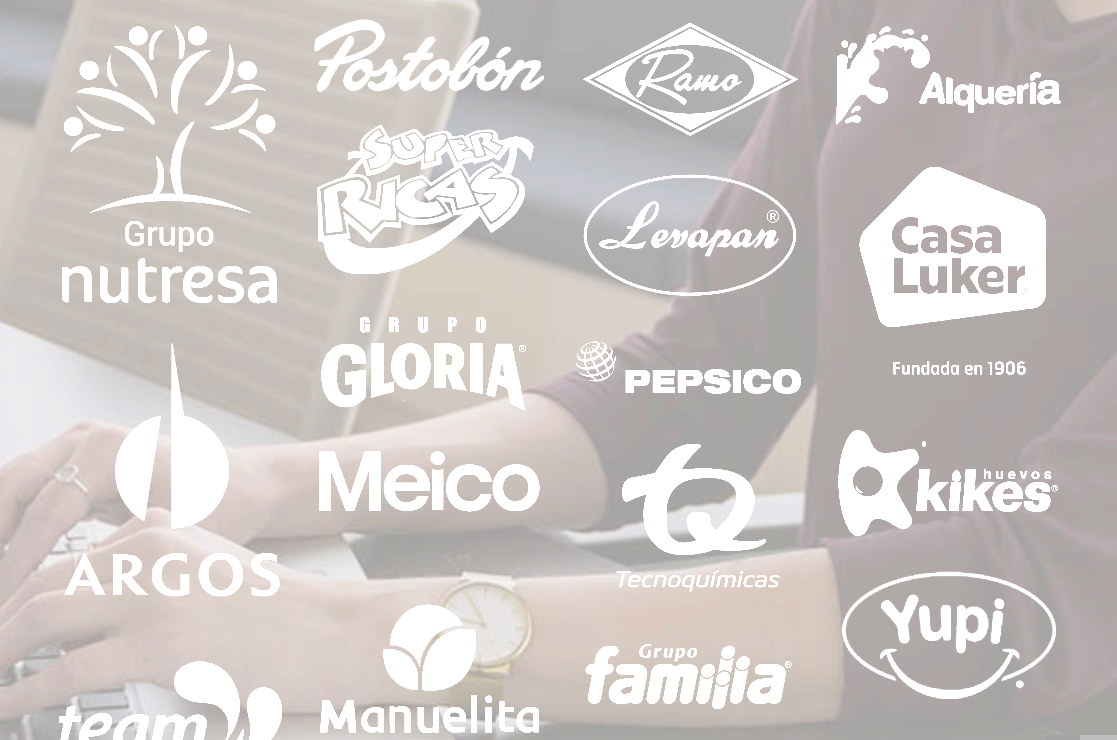 Grupo
nutresa
ARGOS
team
Postobón
SUPER
RICAS
GRUPO
GLORIA®
Meico
Manuelita
Ramo
Levapan®
PEPSICO
TQ
Tecnoquímicas
Grupo
familia®
Alquería
Casa
Luker
Fundada en 1906
huevos
kikes®
Yupi